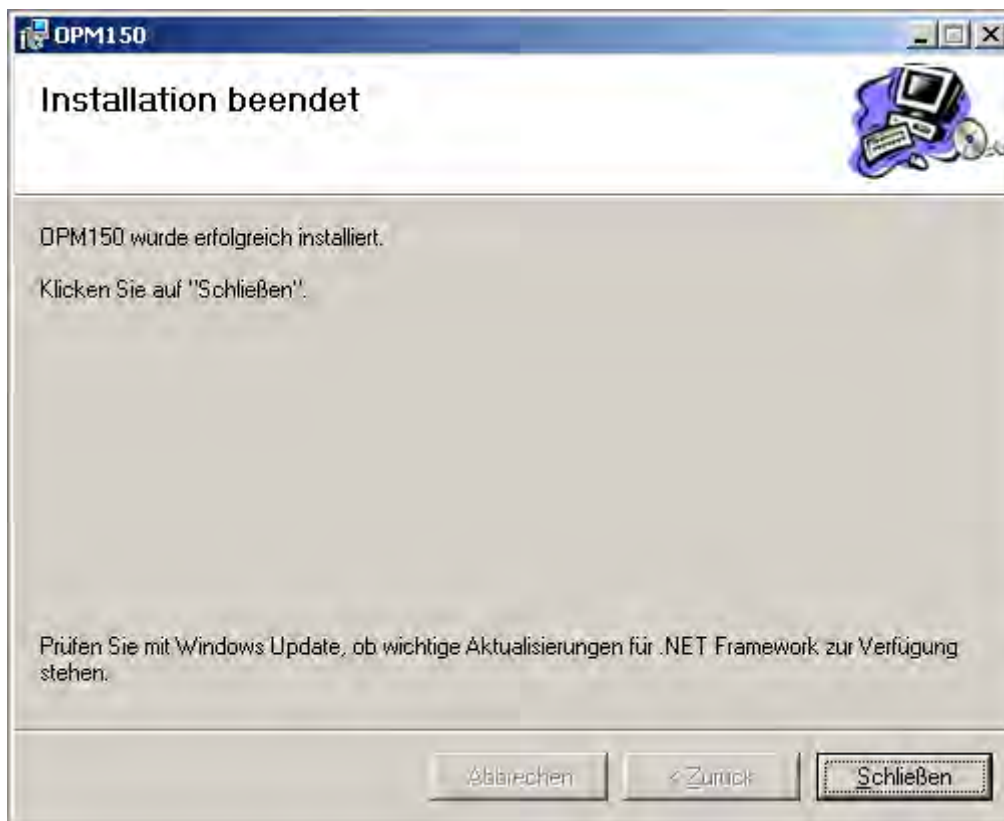 OPM150
Installation beendet
OPM150 wurde erfolgreich installiert.
Klicken Sie auf "Schließen".
Prüfen Sie mit Windows Update, ob wichtige Aktualisierungen für .NET Framework zur Verfügung
stehen.
Abbrechen
< Zurück
Schließen